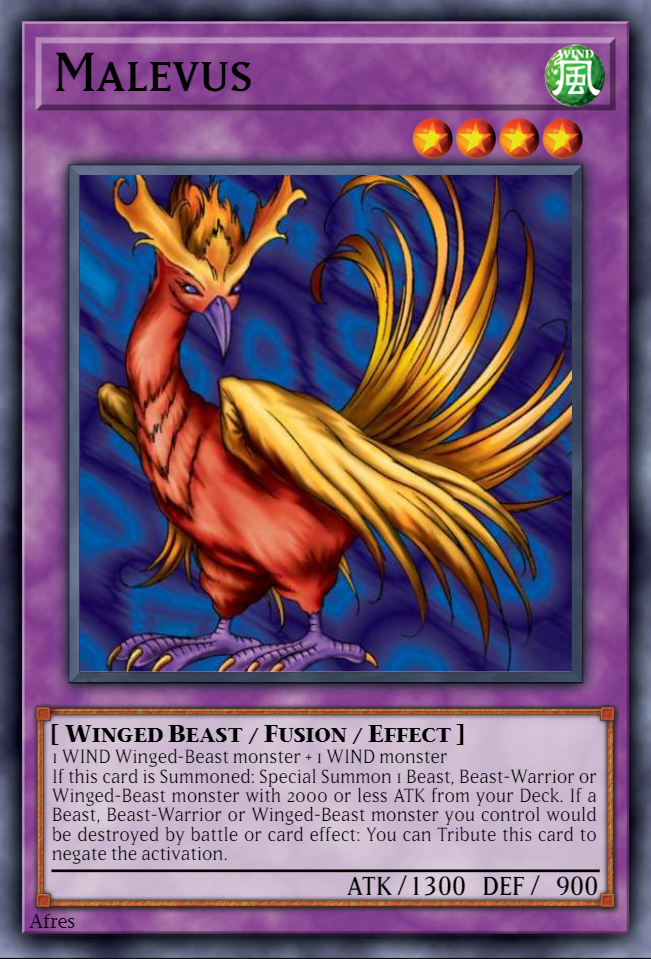 Malevus
WIND
風
[ Winged Beast / Fusion / Effect ]
1 WIND Winged-Beast monster + 1 WIND monster
If this card is Summoned: Special Summon 1 Beast, Beast-Warrior or
Winged-Beast monster with 2000 or less ATK from your Deck. If a
Beast, Beast-Warrior or Winged-Beast monster you control would
be destroyed by battle or card effect: You can Tribute this card to
negate the activation.
ATK / 1300 DEF / 900
Afres